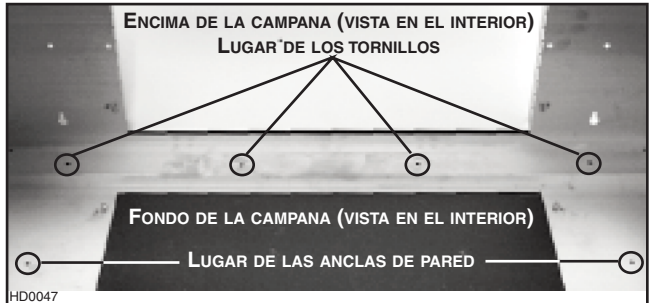 ENCIMA DE LA CAMPANA (VISTA EN EL INTERIOR)
LUGAR DE LOS TORNILLOS
FONDO DE LA CAMPANA (VISTA EN EL INTERIOR)
LUGAR DE LAS ANCLAS DE PARED
HD0047